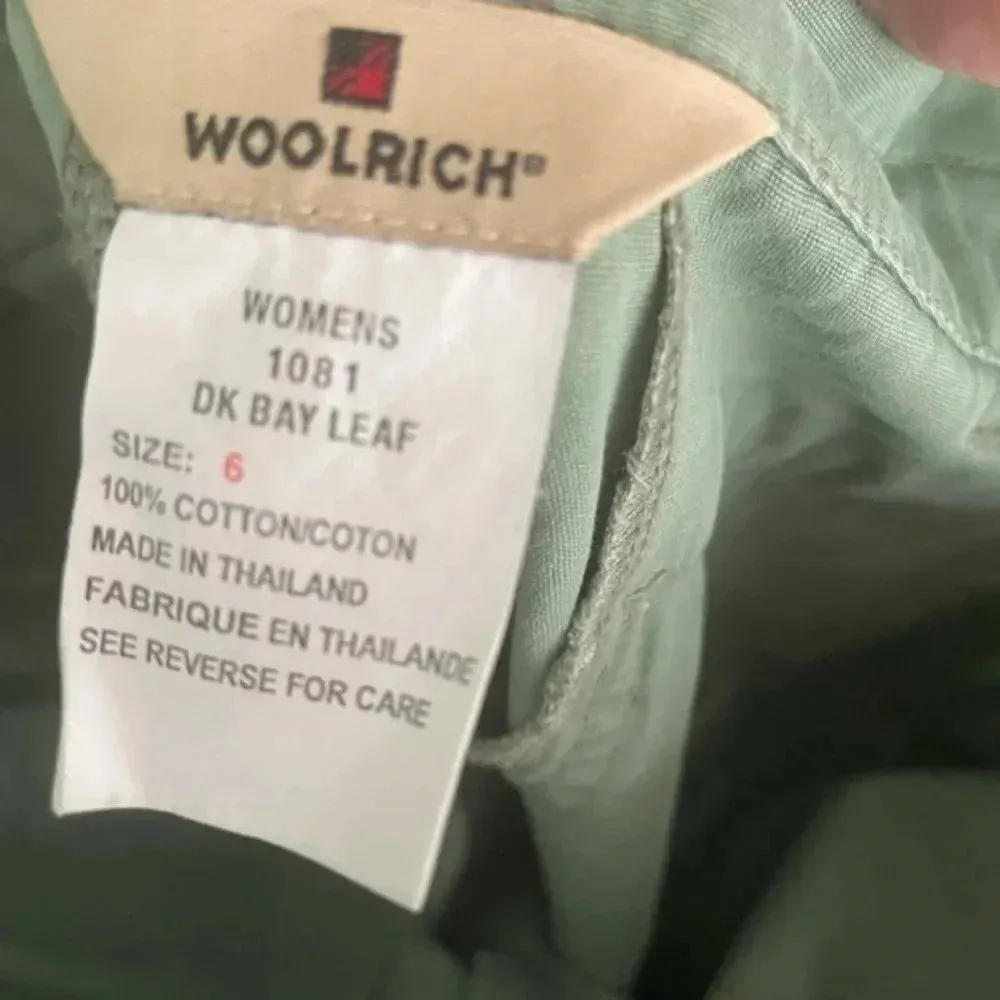 WOOLRICH®
WOMENS
1081
DK BAY LEAF
SIZE: 6
100% COTTON/COTON
MADE IN THAILAND
FABRIQUE EN THAILANDE
SEE REVERSE FOR CARE